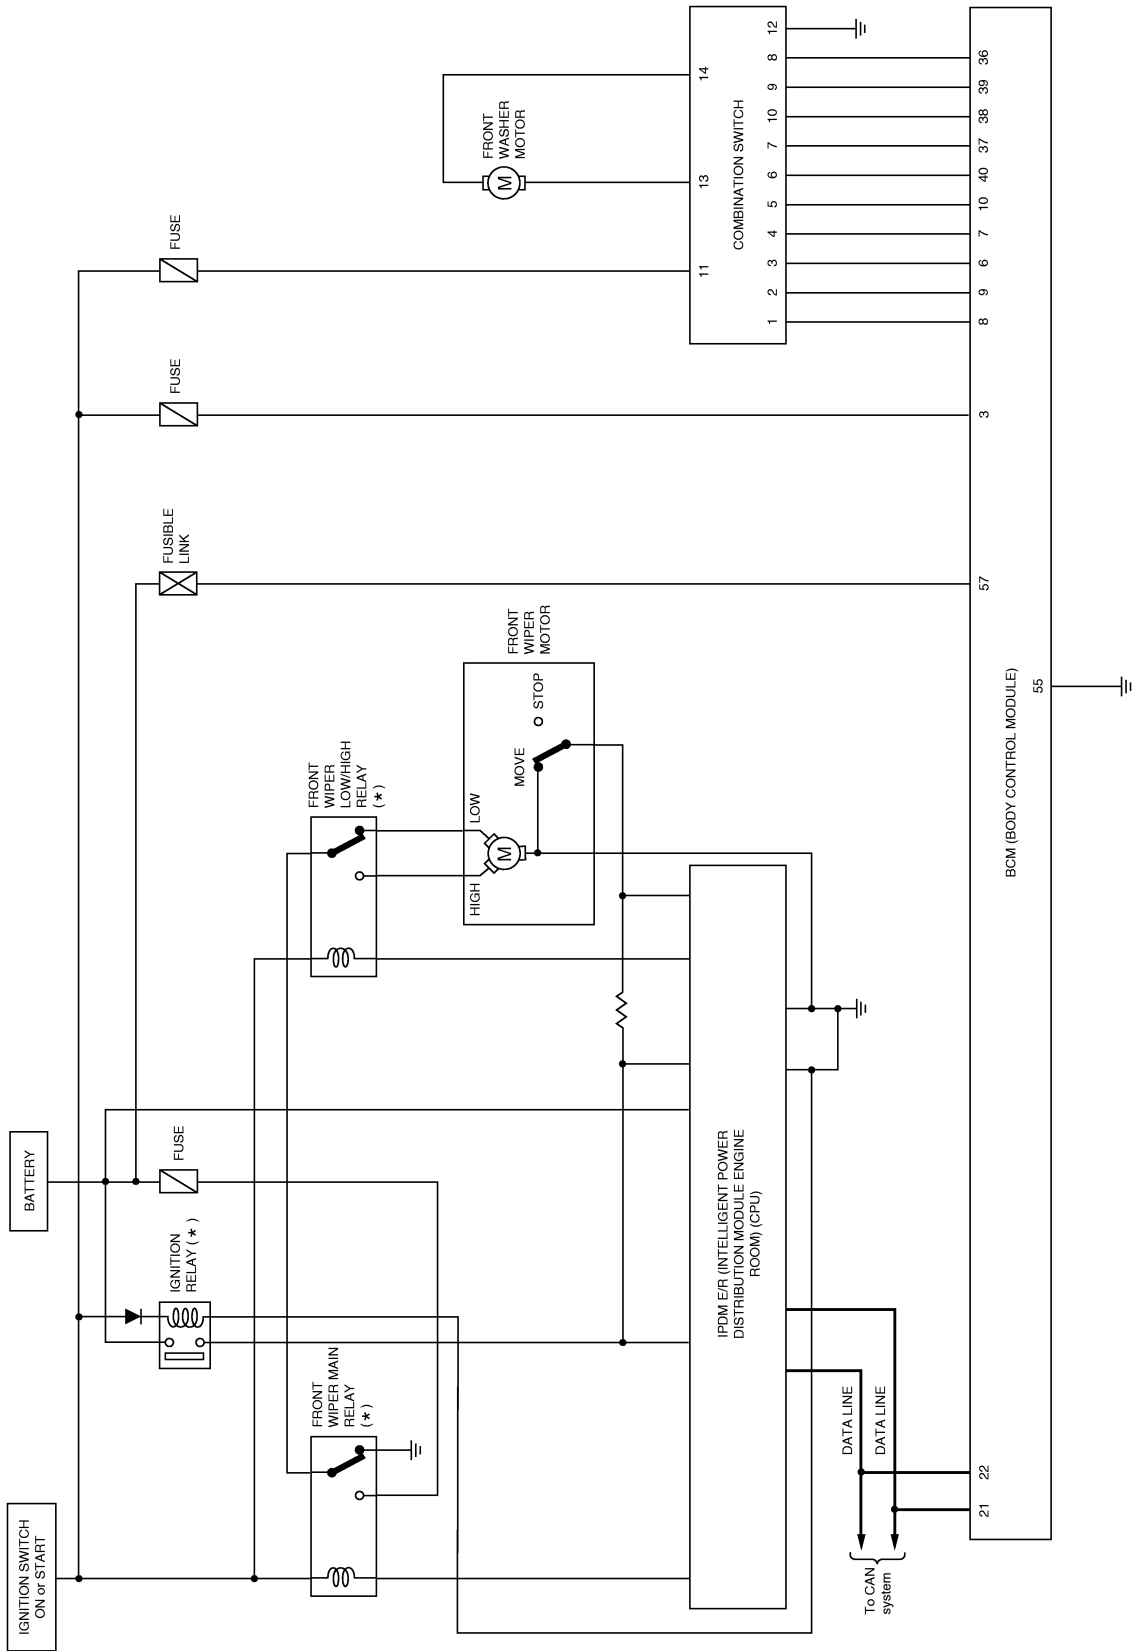 IGNITION SWITCH
ON or START
BATTERY
FRONT
WIPER MAIN
RELAY
(*)
IGNITION
RELAY (*)
FUSE
FUSIBLE
LINK
FUSE
FUSE
FRONT
WIPER
LOW/HIGH
RELAY
(*)
FRONT
WIPER
MOTOR
HIGH
LOW
M
MOVE
STOP
FRONT
WASHER
MOTOR
M
IPDM E/R (INTELLIGENT POWER
DISTRIBUTION MODULE ENGINE
ROOM) (CPU)
11
13
14
COMBINATION SWITCH
1
2
3
4
5
6
7
10
9
8
12
To CAN
system
DATA LINE
DATA LINE
21
22
57
3
8
9
6
7
10
40
37
38
39
36
BCM (BODY CONTROL MODULE)
55